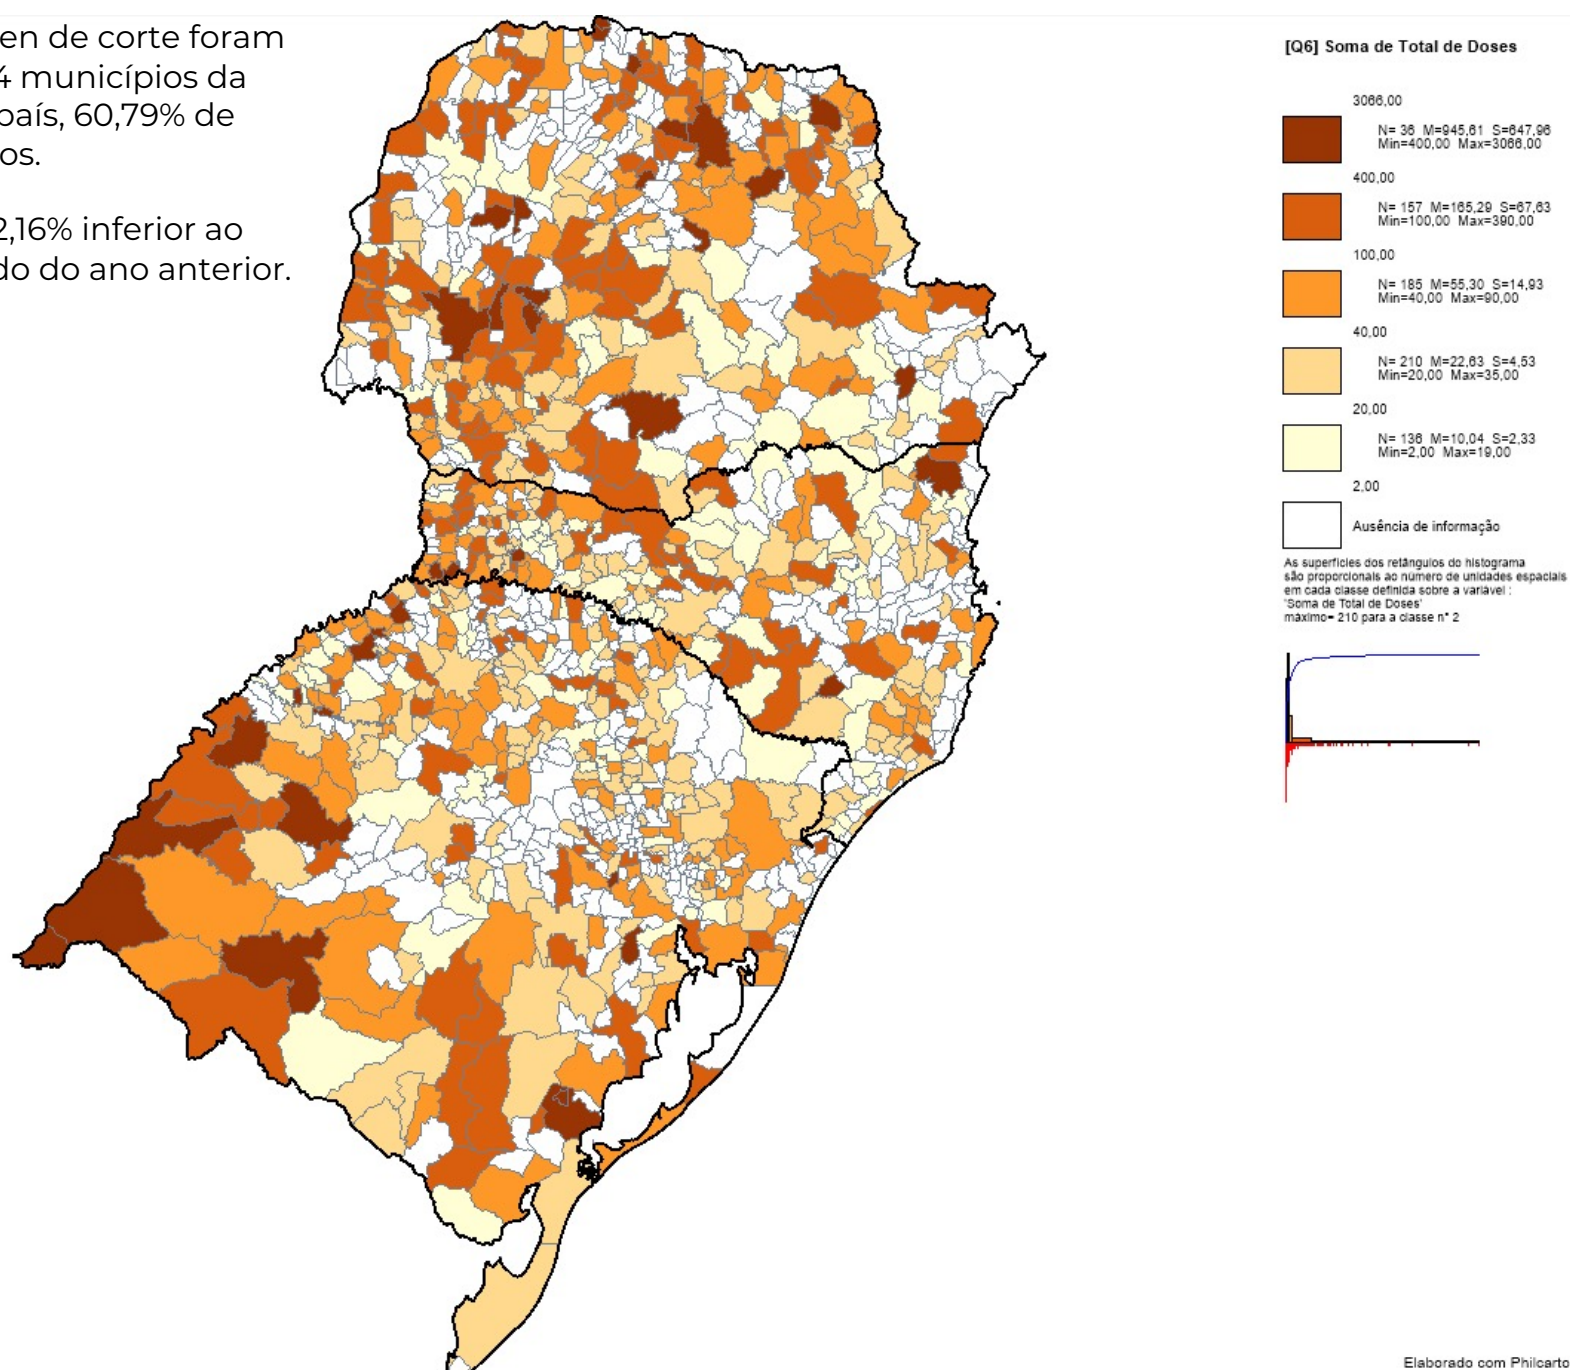 en de corte foram
4 municípios da
país, 60,79% de
os.
2,16% inferior ao
do do ano anterior.
[Q6] Soma de Total de Doses
3066,00
N= 36 M=945,61 S=647,96
Min=400,00 Max=3066,00
400,00
N= 157 M=165,29 S=67,63
Min=100,00 Max=390,00
100,00
N= 185 M=55,30 S=14,93
Min=40,00 Max=90,00
40,00
N= 210 M=22,63 S=4,53
Min=20,00 Max=35,00
20,00
N= 136 M=10,04 S=2,33
Min=2,00 Max=19,00
2,00
Ausência de informação
As superfícies dos retângulos do histograma
são proporcionais ao número de unidades espaciais
em cada classe definida sobre a variável :
'Soma de Total de Doses'
máximo= 210 para a classe n° 2
Elaborado com Philcarto